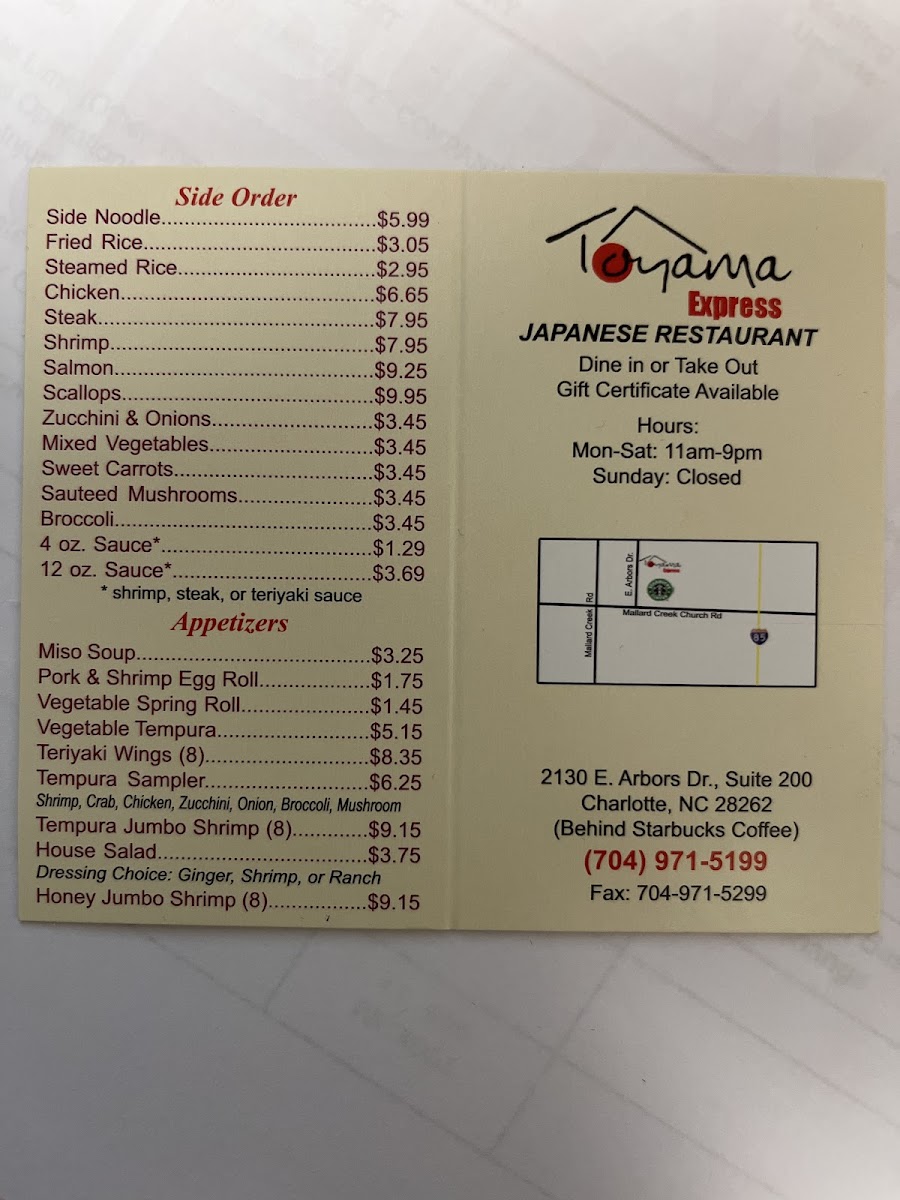 Side Order
Side Noodle.....................................$5.99
Fried Rice........................................$3.05
Steamed Rice..................................$2.95
Chicken...........................................$6.65
Steak...............................................$7.95
Shrimp.............................................$7.95
Salmon............................................$9.25
Scallops...........................................$9.95
Zucchini & Onions............................$3.45
Mixed Vegetables............................$3.45
Sweet Carrots..................................$3.45
Sauteed Mushrooms.......................$3.45
Broccoli............................................$3.45
4 oz. Sauce*....................................$1.29
12 oz. Sauce*..................................$3.69
* shrimp, steak, or teriyaki sauce
Appetizers
Miso Soup........................................$3.25
Pork & Shrimp Egg Roll...................$1.75
Vegetable Spring Roll......................$1.45
Vegetable Tempura..........................$5.15
Teriyaki Wings (8)............................$8.35
Tempura Sampler............................$6.25
Shrimp, Crab, Chicken, Zucchini, Onion, Broccoli, Mushroom
Tempura Jumbo Shrimp (8).............$9.15
House Salad....................................$3.75
Dressing Choice: Ginger, Shrimp, or Ranch
Honey Jumbo Shrimp (8).................$9.15
Toyama
Express
JAPANESE RESTAURANT
Dine in or Take Out
Gift Certificate Available
Hours:
Mon-Sat: 11am-9pm
Sunday: Closed
E. Arbors Dr.
Toyama
Express
Mallard Creek Rd
Mallard Creek Church Rd
85
2130 E. Arbors Dr., Suite 200
Charlotte, NC 28262
(Behind Starbucks Coffee)
(704) 971-5199
Fax: 704-971-5299